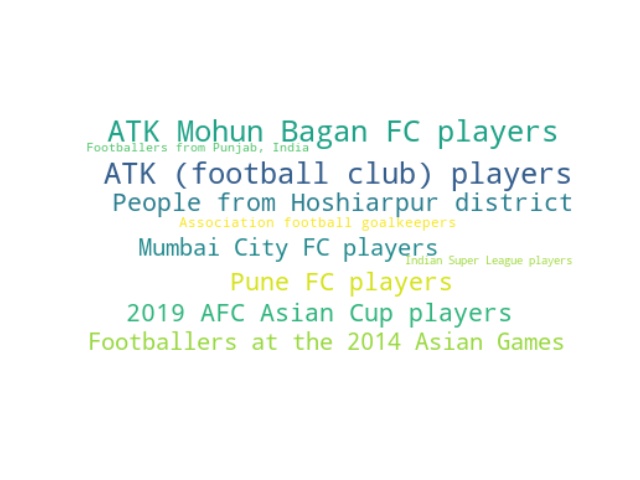 ATK Mohun Bagan FC players
Footballers from Punjab, India
ATK (football club) players
People from Hoshiarpur district
Association football goalkeepers
Mumbai City FC players
Indian Super League players
Pune FC players
2019 AFC Asian Cup players
Footballers at the 2014 Asian Games